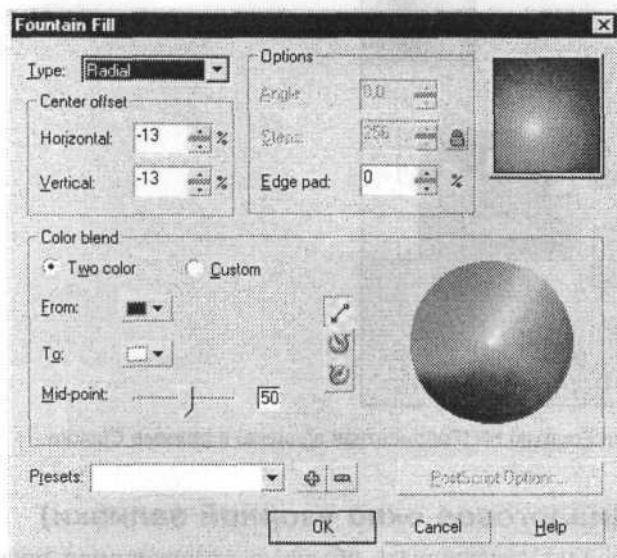 Fountain Fill
Type: Radial
Center offset
Horizontal: -13 %
Vertical: -13 %
Options
Angle: 0,0
Steps: 256
Edge pad: 0 %
Color blend
Two color Custom
From:
To:
Mid-point: 50
Presets:
PostScript Options...
OK Cancel Help